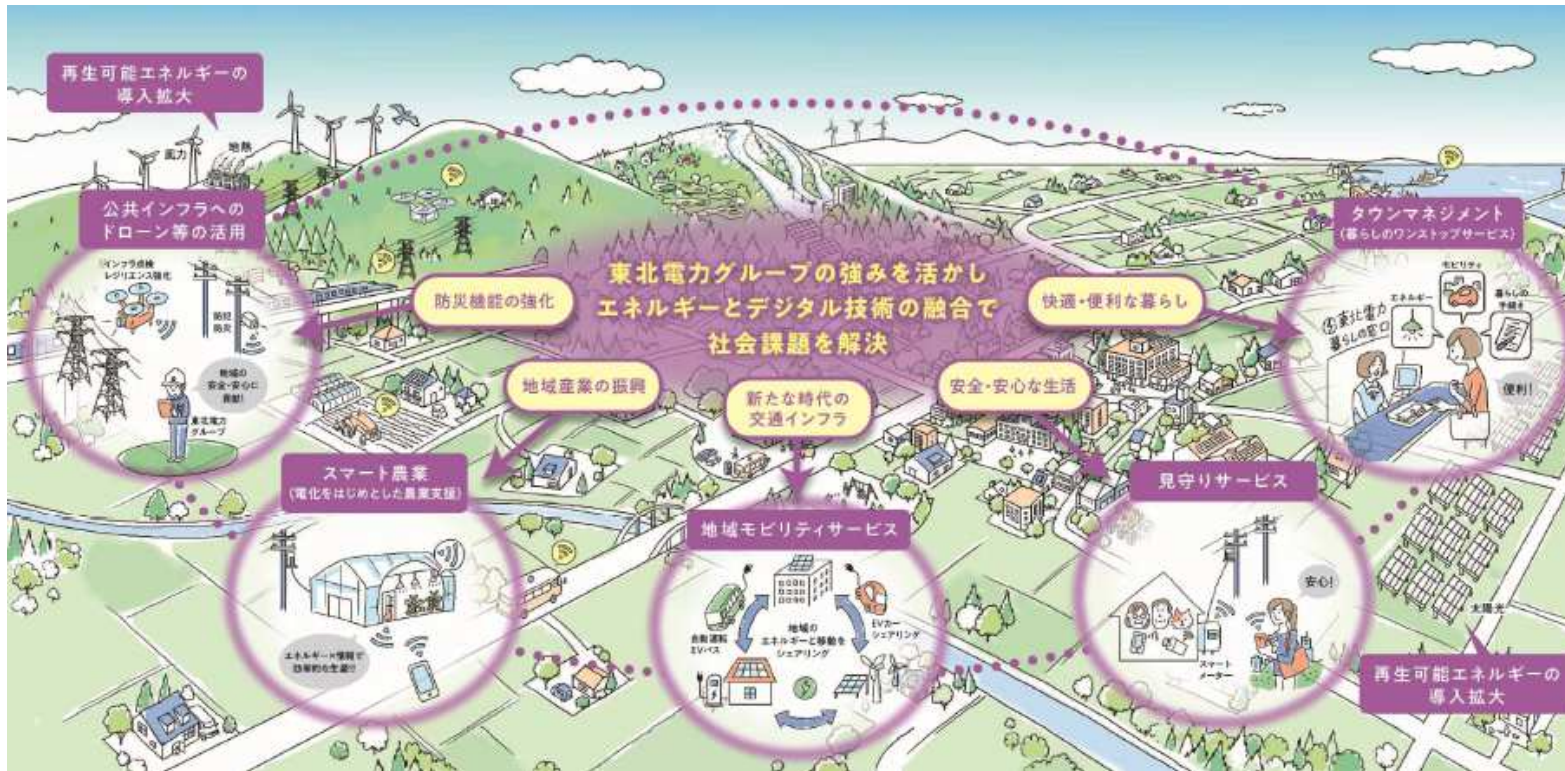 再生可能エネルギーの
導入拡大
風力
地熱
公共インフラへの
ドローン等の活用
インフラ点検
レジリエンス強化
防犯
防災
地域の
安全・安心に
貢献!
東北電力
グループ
防災機能の強化
東北電力グループの強みを活かし
エネルギーとデジタル技術の融合で
社会課題を解決
快適・便利な暮らし
地域産業の振興
新たな時代の
交通インフラ
安全・安心な生活
タウンマネジメント
(暮らしのワンストップサービス)
モビリティ
エネルギー
暮らしの
手続き
東北電力
暮らしの窓口
便利!
スマート農業
(電化をはじめとした農業支援)
エネルギー×情報で
効率的な生産!!
地域モビリティサービス
自動運転
EVバス
地域の
エネルギーと移動を
シェアリング
EVカー
シェアリング
見守りサービス
安心!
スマート
メーター
太陽光
再生可能エネルギーの
導入拡大